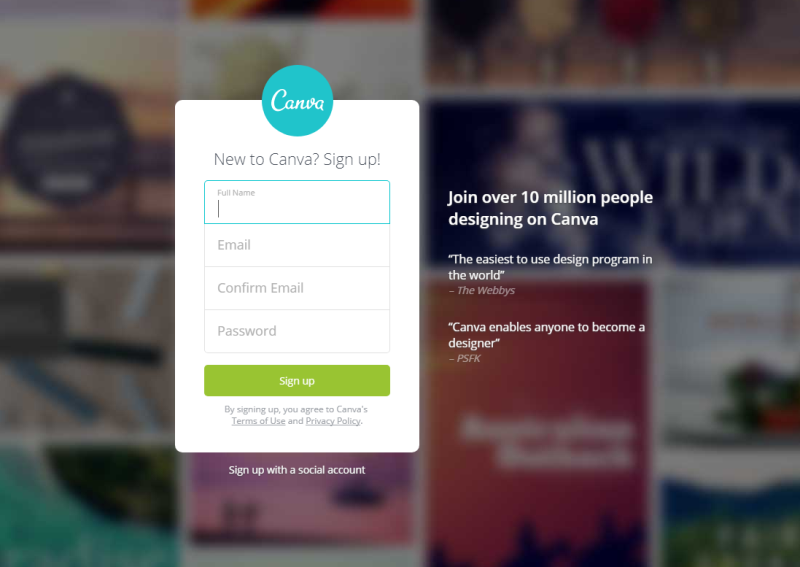 Canva
New to Canva? Sign up!
Full Name
Email
Confirm Email
Password
Sign up
By signing up, you agree to Canva's
Terms of Use and Privacy Policy.
Sign up with a social account
Join over 10 million people
designing on Canva
"The easiest to use design program in
the world"
– The Webbys
"Canva enables anyone to become a
designer"
– PSFK
WILD
Australian
Outback